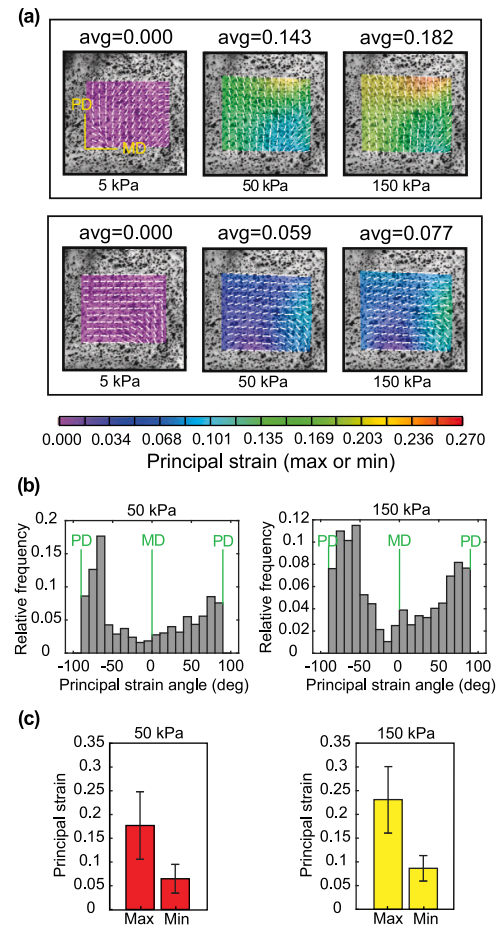 (a)
avg=0.000 avg=0.143 avg=0.182
PD
MD
5 kPa 50 kPa 150 kPa
avg=0.000 avg=0.059 avg=0.077
5 kPa 50 kPa 150 kPa
0.000 0.034 0.068 0.101 0.135 0.169 0.203 0.236 0.270
Principal strain (max or min)
(b)
50 kPa 150 kPa
Relative frequency
0.2
0.15
0.1
0.05
0
PD MD PD
-100 -50 0 50 100
Principal strain angle (deg)
Relative frequency
0.12
0.08
0.04
0.00
PD MD PD
-100 -50 0 50 100
Principal strain angle (deg)
(c)
50 kPa 150 kPa
Principal strain
0.35
0.3
0.25
0.2
0.15
0.1
0.05
0
Max Min
Principal strain
0.35
0.3
0.25
0.2
0.15
0.1
0.05
0
Max Min